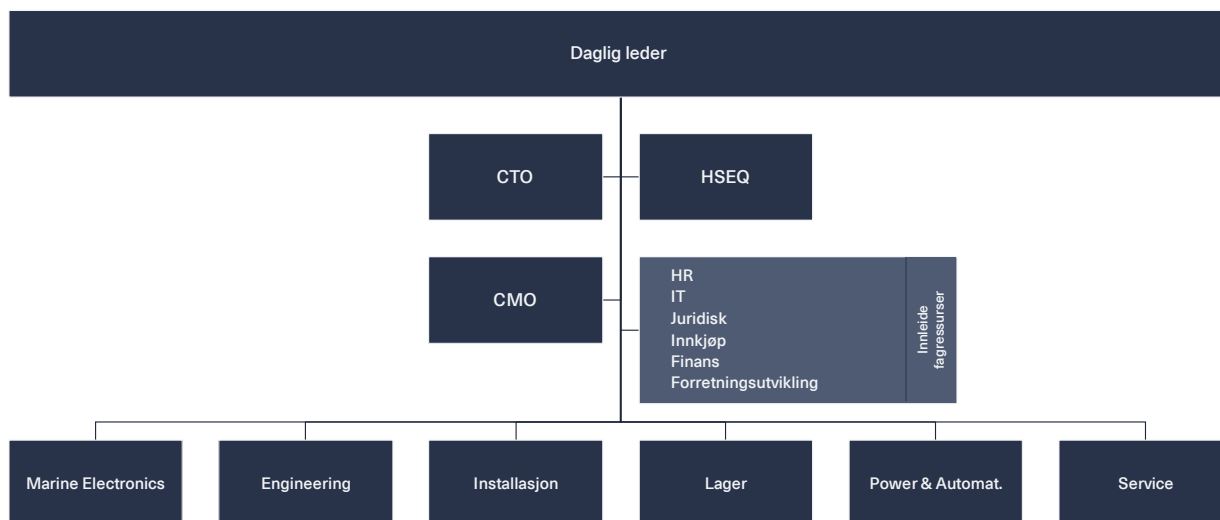 Daglig leder
CTO
HSEQ
CMO
HR
IT
Juridisk
Innkjøp
Finans
Forretningsutvikling
Innleide
fagressurser
Marine Electronics
Engineering
Installasjon
Lager
Power & Automat.
Service